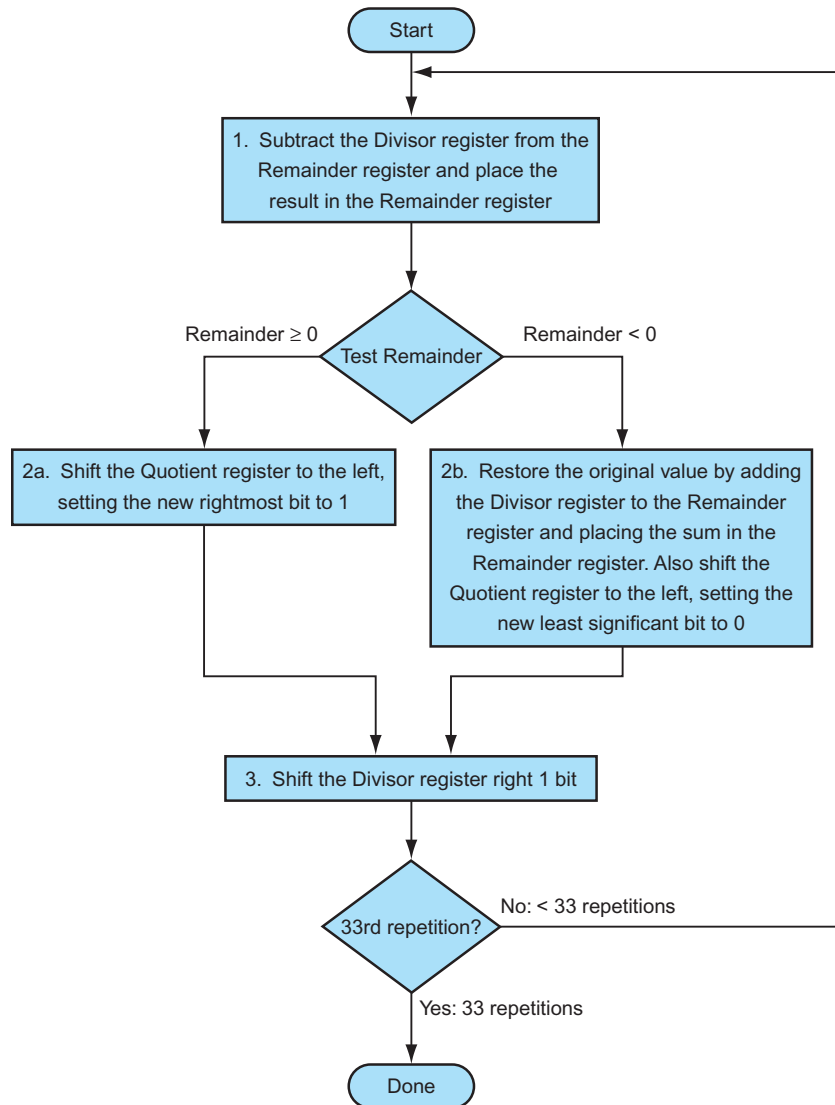 Start
1. Subtract the Divisor register from the
Remainder register and place the
result in the Remainder register
Remainder ≥ 0
Remainder < 0
Test Remainder
2a. Shift the Quotient register to the left,
setting the new rightmost bit to 1
2b. Restore the original value by adding
the Divisor register to the Remainder
register and placing the sum in the
Remainder register. Also shift the
Quotient register to the left, setting the
new least significant bit to 0
3. Shift the Divisor register right 1 bit
33rd repetition?
No: < 33 repetitions
Yes: 33 repetitions
Done